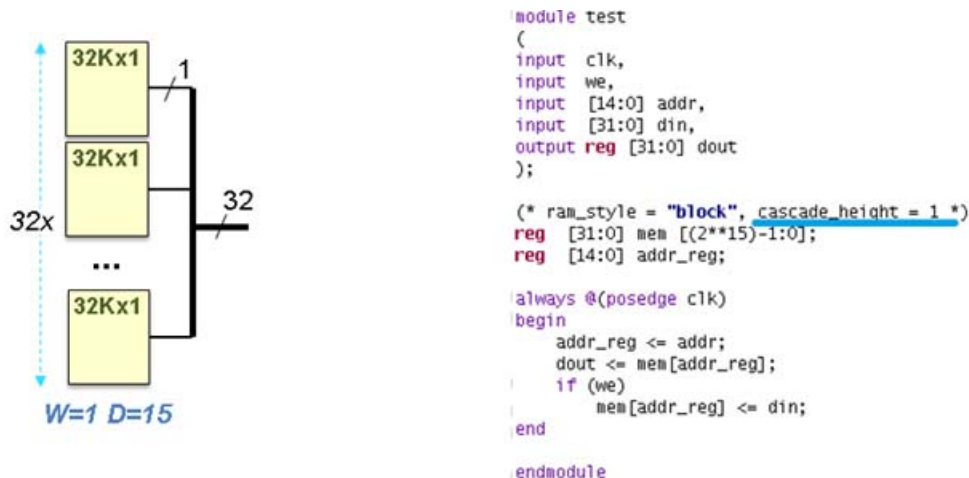 32Kx1
1
32Kx1
32x
32
...
32Kx1
W=1 D=15
module test
(
input clk,
input we,
input [14:0] addr,
input [31:0] din,
output reg [31:0] dout
);
(* ram_style = "block", cascade_height = 1 *)
reg [31:0] mem [(2**15)-1:0];
reg [14:0] addr_reg;
always @(posedge clk)
begin
addr_reg <= addr;
dout <= mem[addr_reg];
if (we)
mem[addr_reg] <= din;
end
endmodule